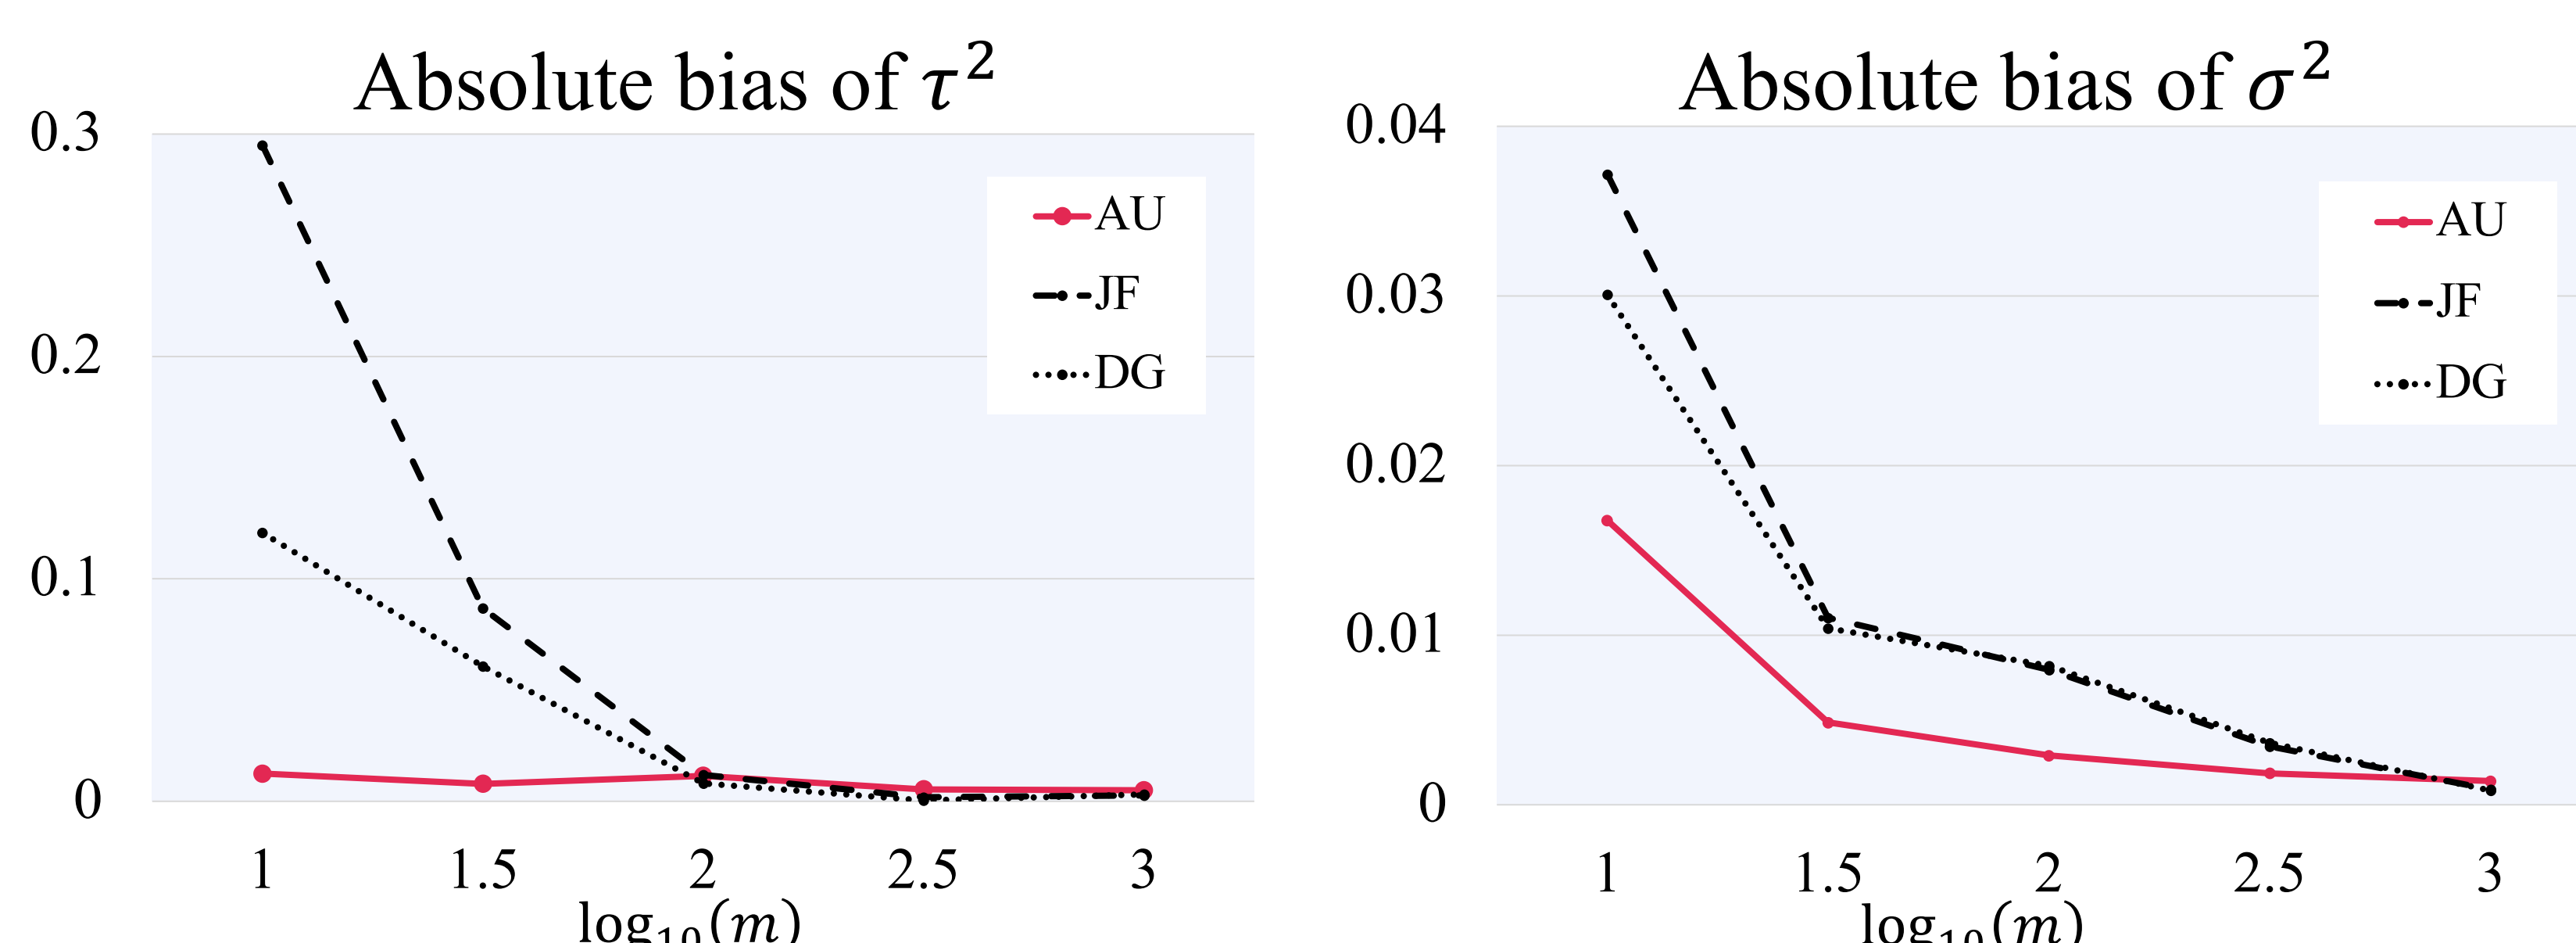 Absolute bias of τ²
0.3
0.2
0.1
0
1 1.5 2 2.5 3
log₁₀(m)
AU
JF
DG
Absolute bias of σ²
0.04
0.03
0.02
0.01
0
1 1.5 2 2.5 3
log₁₀(m)
AU
JF
DG